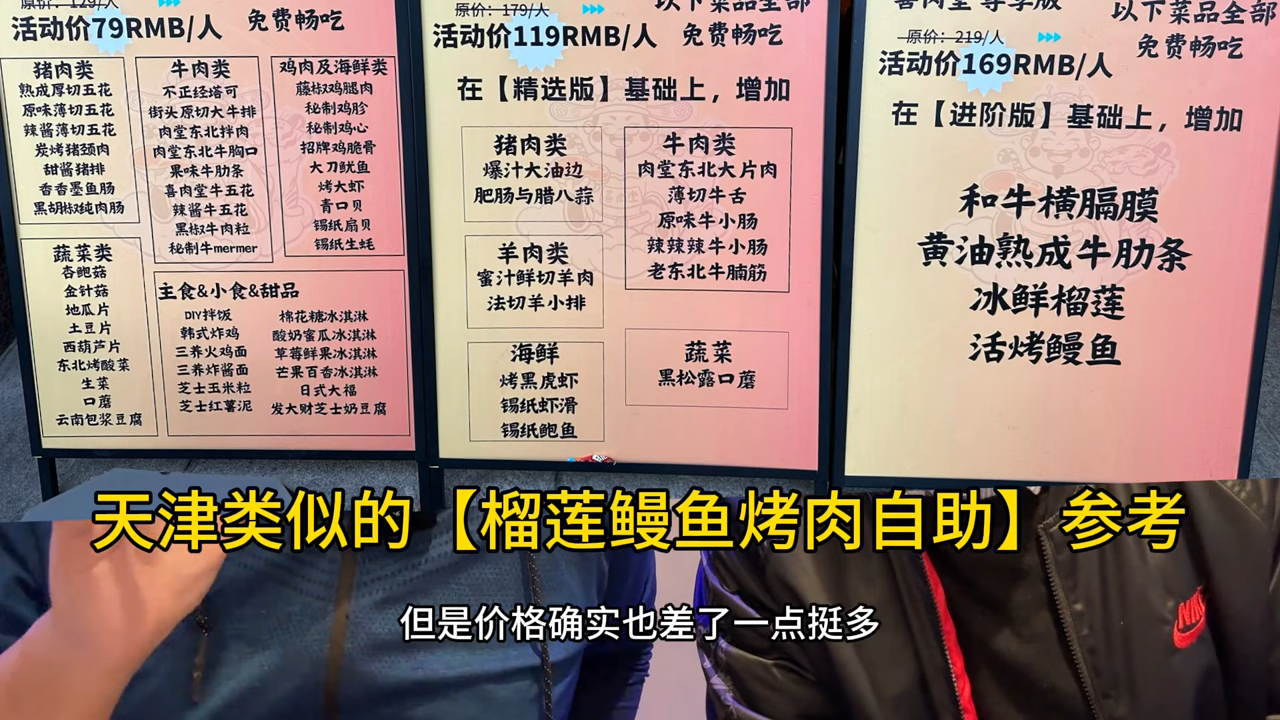 原价：129/人
活动价79RMB/人
免费畅吃
猪肉类
熟成厚切五花
原味薄切五花
辣酱薄切五花
炭烤猪颈肉
甜酱猪排
香香墨鱼肠
黑胡椒纯肉肠
牛肉类
不正经塔可
街头原切大牛排
肉堂东北拌肉
肉堂东北牛胸口
果味牛肋条
喜肉堂牛五花
辣酱牛五花
黑椒牛肉粒
秘制牛mermer
鸡肉及海鲜类
藤椒鸡腿肉
秘制鸡胗
秘制鸡心
招牌鸡脆骨
大刀鱿鱼
烤大虾
青口贝
锡纸扇贝
锡纸生蚝
蔬菜类
杏鲍菇
金针菇
地瓜片
土豆片
西葫芦片
东北烤酸菜
生菜
口蘑
云南包浆豆腐
主食&小食&甜品
DIY拌饭
韩式炸鸡
三养火鸡面
三养炸酱面
芝士玉米粒
芝士红薯泥
棉花糖冰淇淋
酸奶蜜瓜冰淇淋
草莓鲜果冰淇淋
芒果百香冰淇淋
日式大福
发大财芝士奶豆腐
原价：179/人
以下菜品全部
活动价119RMB/人
免费畅吃
在【精选版】基础上，增加
猪肉类
爆汁大油边
肥肠与腊八蒜
牛肉类
肉堂东北大片肉
薄切牛舌
原味牛小肠
辣辣辣牛小肠
老东北牛腩筋
羊肉类
蜜汁鲜切羊肉
法切羊小排
海鲜
烤黑虎虾
锡纸虾滑
锡纸鲍鱼
蔬菜
黑松露口蘑
喜肉堂 尊享版
以下菜品全部
原价：219/人
免费畅吃
活动价169RMB/人
在【进阶版】基础上，增加
和牛横膈膜
黄油熟成牛肋条
冰鲜榴莲
活烤鳗鱼
天津类似的【榴莲鳗鱼烤肉自助】参考
但是价格确实也差了一点挺多